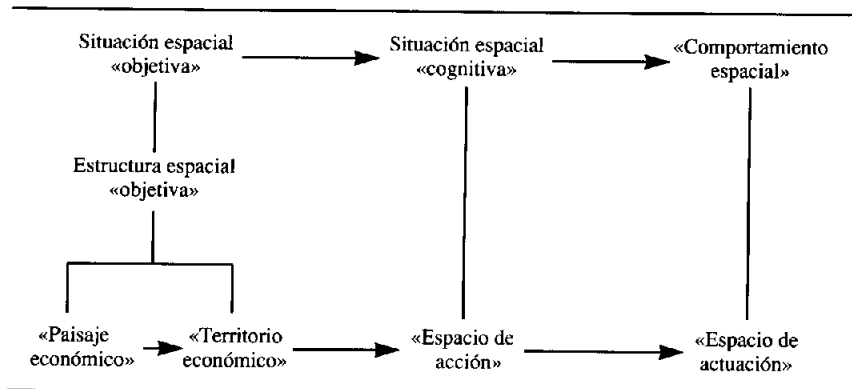 Situación espacial
«objetiva»
Situación espacial
«cognitiva»
«Comportamiento
espacial»
Estructura espacial
«objetiva»
«Paisaje
económico»
«Territorio
económico»
«Espacio de
acción»
«Espacio de
actuación»